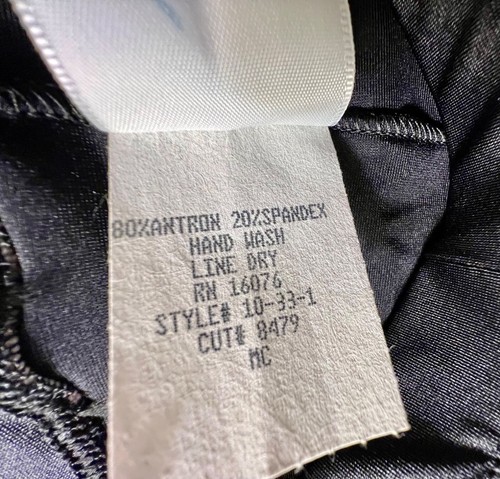 80%ANTRON 20%SPANDEX
HAND WASH
LINE DRY
RN 16076
STYLE# 10-33-1
CUT# 8479
MC